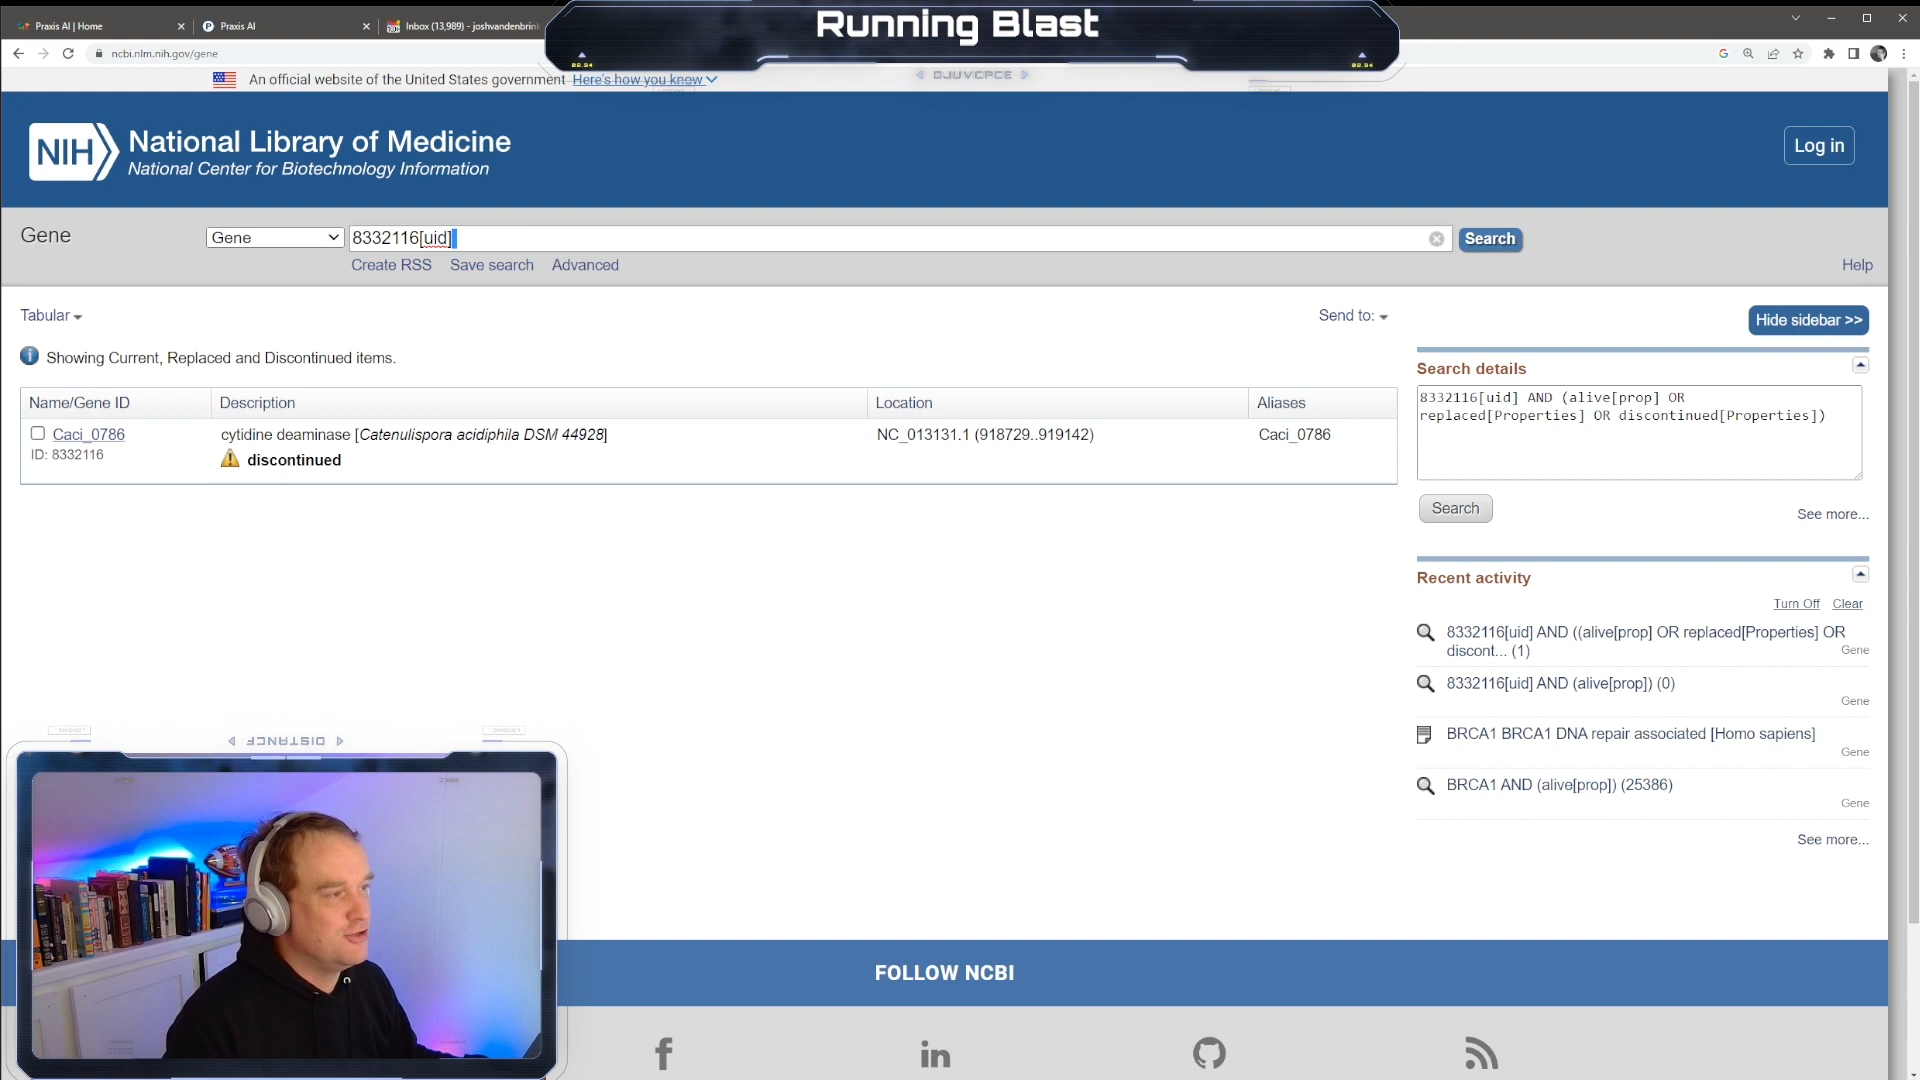 Running Blast
Praxis AI | Home
Praxis AI
Inbox (13,989) - joshvandenbrin
ncbi.nlm.nih.gov/gene
An official website of the United States government Here's how you know
NIH National Library of Medicine
National Center for Biotechnology Information
Log in
Gene
Gene
8332116[uid]
Search
Create RSS Save search Advanced
Help
Tabular
Send to:
Hide sidebar >>
Showing Current, Replaced and Discontinued items.
Name/Gene ID Description Location Aliases
Caci_0786 cytidine deaminase [Catenulispora acidiphila DSM 44928] NC_013131.1 (918729..919142) Caci_0786
ID: 8332116 discontinued
Search details
8332116[uid] AND (alive[prop] OR
replaced[Properties] OR discontinued[Properties])
Search
See more...
Recent activity
Turn Off Clear
8332116[uid] AND ((alive[prop] OR replaced[Properties] OR
discont... (1)
Gene
8332116[uid] AND (alive[prop]) (0)
Gene
BRCA1 BRCA1 DNA repair associated [Homo sapiens]
Gene
BRCA1 AND (alive[prop]) (25386)
Gene
See more...
DISTANCE
FOLLOW NCBI